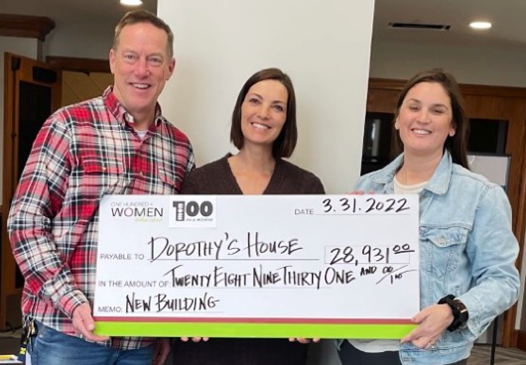 ONE HUNDRED +
WOMEN
100
DATE 3.31.2022
PAYABLE TO DOROTHY'S HOUSE 28,931.00
IN THE AMOUNT OF: TWENTY EIGHT NINE THIRTY ONE AND 00/100
MEMO: NEW BUILDING